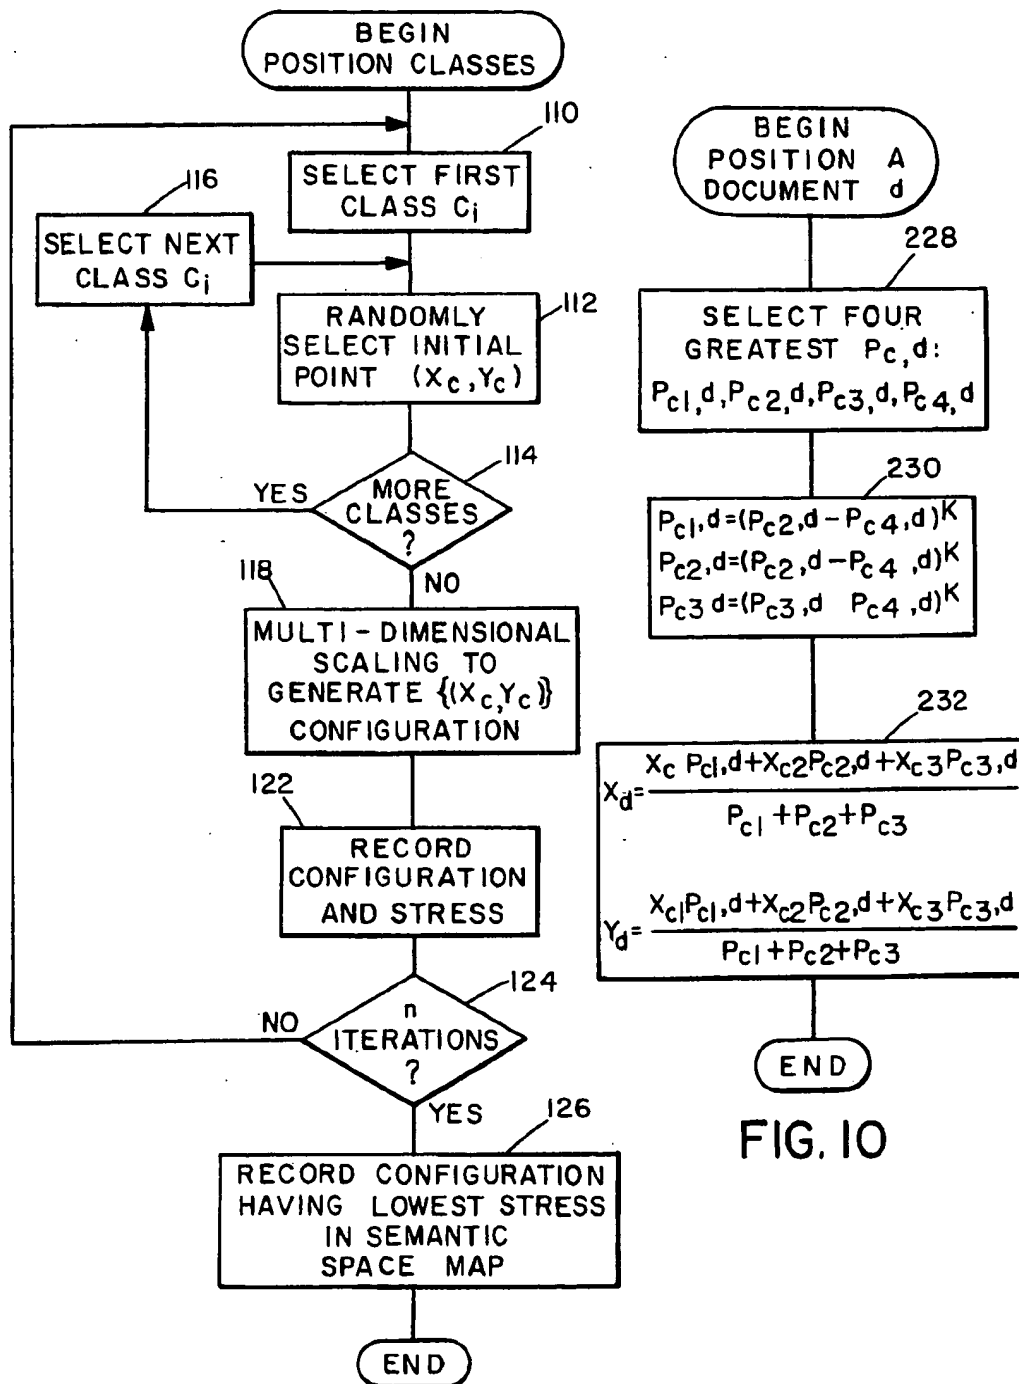 BEGIN
POSITION CLASSES
110
SELECT FIRST
CLASS Ci
116
SELECT NEXT
CLASS Ci
112
RANDOMLY
SELECT INITIAL
POINT (Xc,Yc)
114
MORE
CLASSES
?
YES
NO
118
MULTI-DIMENSIONAL
SCALING TO
GENERATE {(Xc,Yc)}
CONFIGURATION
122
RECORD
CONFIGURATION
AND STRESS
124
n
ITERATIONS
?
NO
YES
126
RECORD CONFIGURATION
HAVING LOWEST STRESS
IN SEMANTIC
SPACE MAP
END
BEGIN
POSITION A
DOCUMENT d
228
SELECT FOUR
GREATEST Pc,d:
Pc1,d,Pc2,d,Pc3,d,Pc4,d
230
Pc1,d=(Pc2,d-Pc4,d)K
Pc2,d=(Pc2,d-Pc4,d)K
Pc3 d=(Pc3,d Pc4,d)K
232
Xc Pc1,d+Xc2Pc2,d+Xc3Pc3,d
Xd=
Pc1+Pc2+Pc3
Xc1Pc1,d+Xc2Pc2,d+Xc3Pc3,d
Yd=
Pc1+Pc2+Pc3
END
FIG. 10